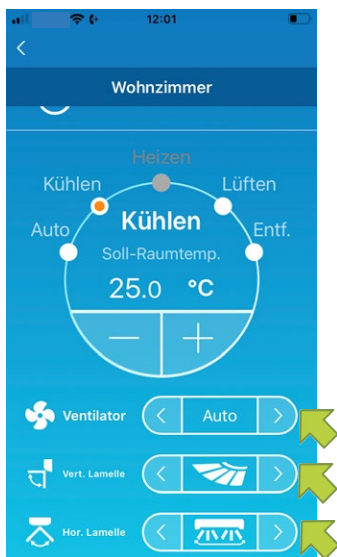 12:01
Wohnzimmer
Heizen
Kühlen
Lüften
Auto
Kühlen
Entf.
Soll-Raumtemp.
25.0 °C
Ventilator
Auto
Vert. Lamelle
Hor. Lamelle